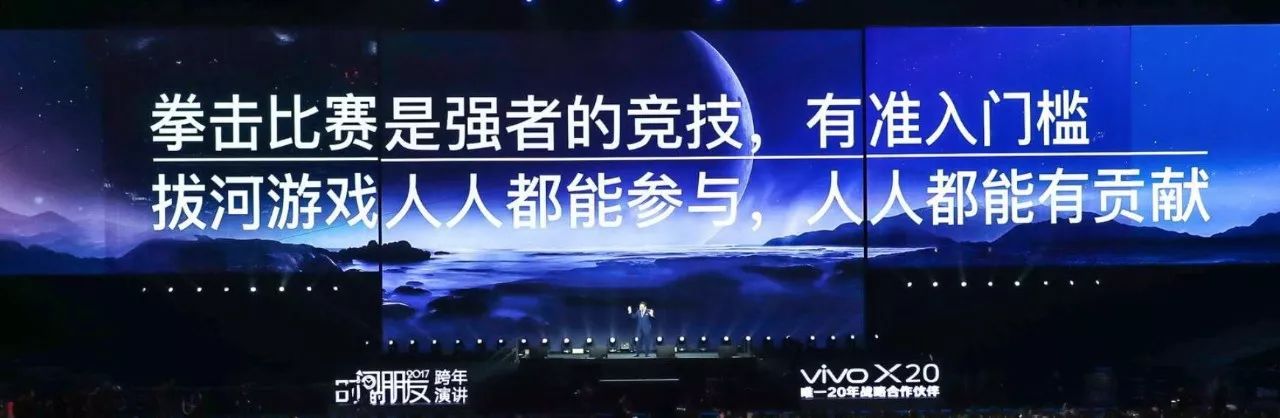 拳击比赛是强者的竞技，有准入门槛
拔河游戏人人都能参与，人人都能有贡献
时间的朋友
2017
跨年
演讲
vivo X20
唯一20年战略合作伙伴